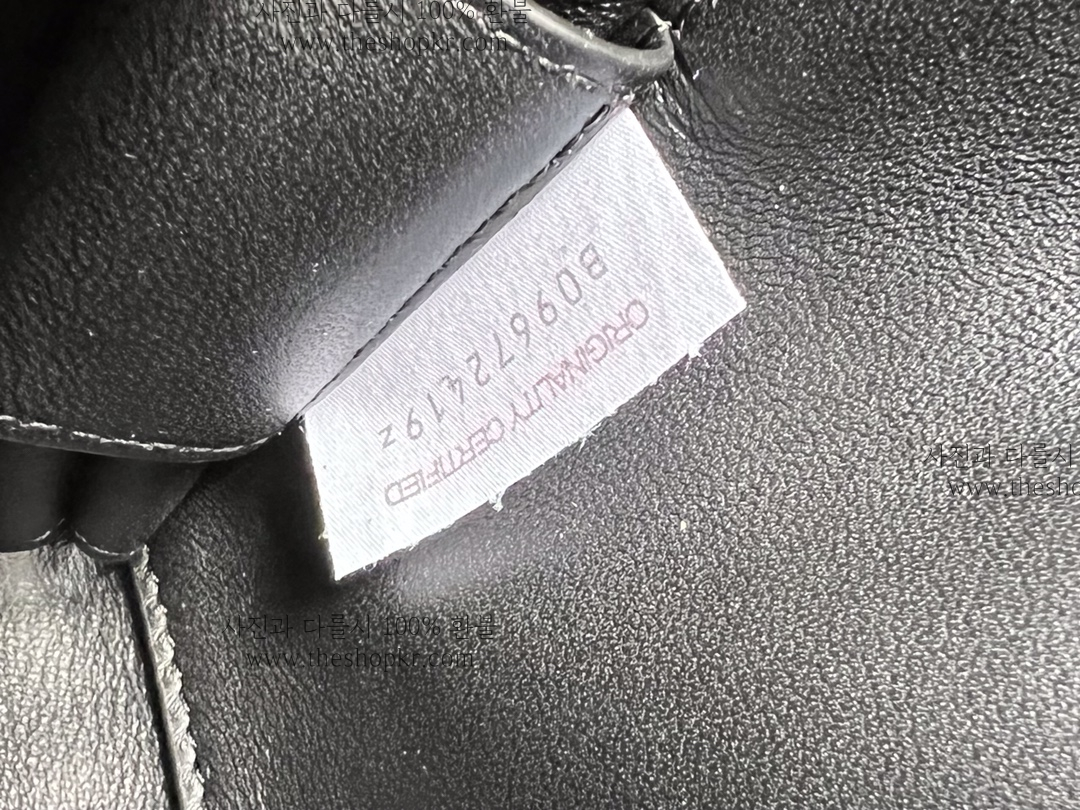 사진과 다를시 100% 환불
www.theshopkr.com
B09672419z
ORIGINALITY CERTIFIED
사진과 다를시
www.thesho
사진과 다를시 100% 환불
www.theshopkr.com